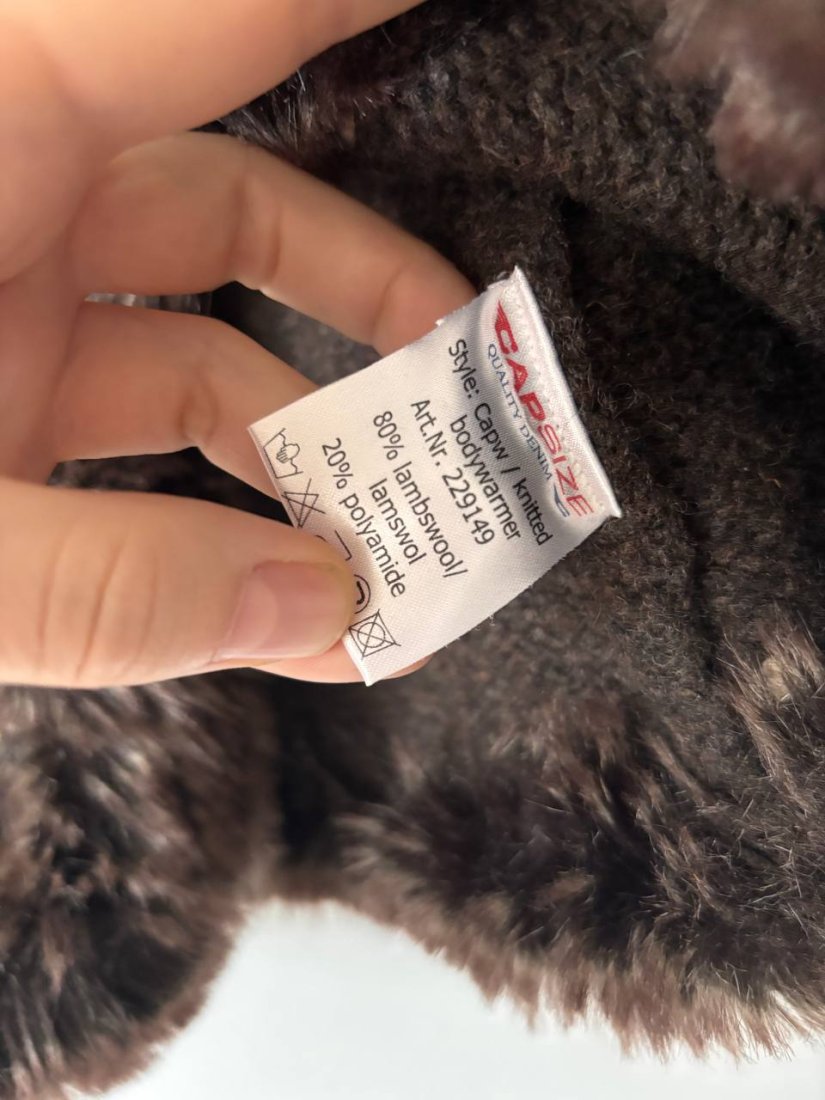 CAPSIZE
QUALITY DENIM
Style: Capw / knitted
bodywarmer
Art.Nr. 229149
80% lambswool/
lamswol
20% polyamide